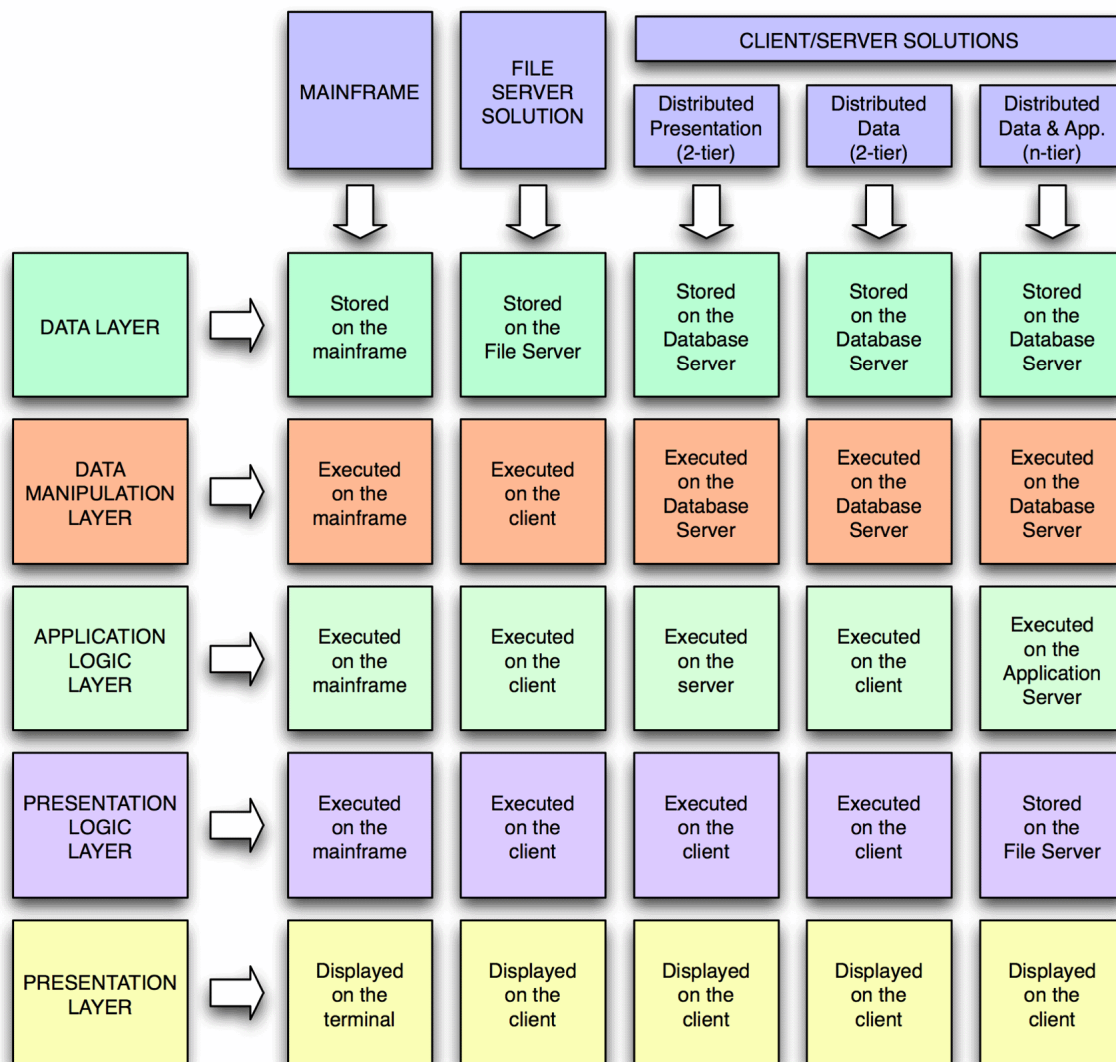 MAINFRAME
FILE
SERVER
SOLUTION
CLIENT/SERVER SOLUTIONS
Distributed
Presentation
(2-tier)
Distributed
Data
(2-tier)
Distributed
Data & App.
(n-tier)
DATA LAYER
Stored
on the
mainframe
Stored
on the
File Server
Stored
on the
Database
Server
Stored
on the
Database
Server
Stored
on the
Database
Server
DATA
MANIPULATION
LAYER
Executed
on the
mainframe
Executed
on the
client
Executed
on the
Database
Server
Executed
on the
Database
Server
Executed
on the
Database
Server
APPLICATION
LOGIC
LAYER
Executed
on the
mainframe
Executed
on the
client
Executed
on the
server
Executed
on the
client
Executed
on the
Application
Server
PRESENTATION
LOGIC
LAYER
Executed
on the
mainframe
Executed
on the
client
Executed
on the
client
Executed
on the
client
Stored
on the
File Server
PRESENTATION
LAYER
Displayed
on the
terminal
Displayed
on the
client
Displayed
on the
client
Displayed
on the
client
Displayed
on the
client